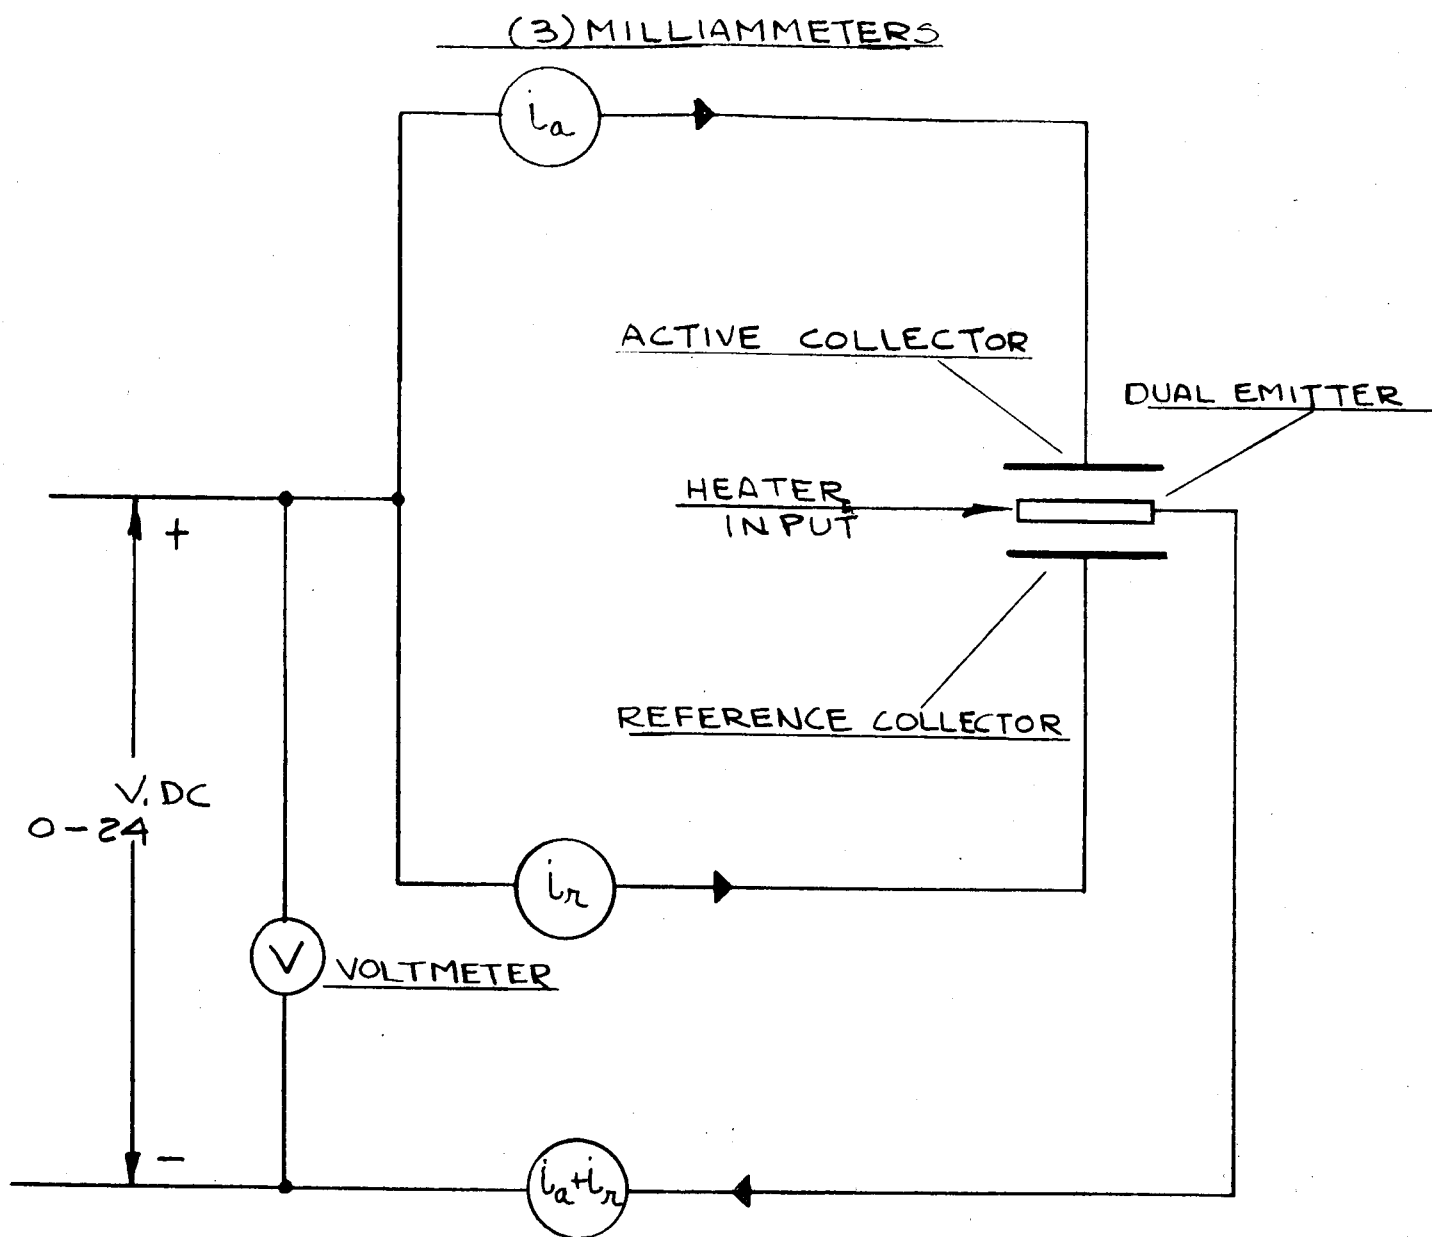 (3) MILLIAMMETERS
ia
ACTIVE COLLECTOR
DUAL EMITTER
HEATER
INPUT
+
REFERENCE COLLECTOR
V. DC
0-24
ir
V
VOLTMETER
-
ia+ir